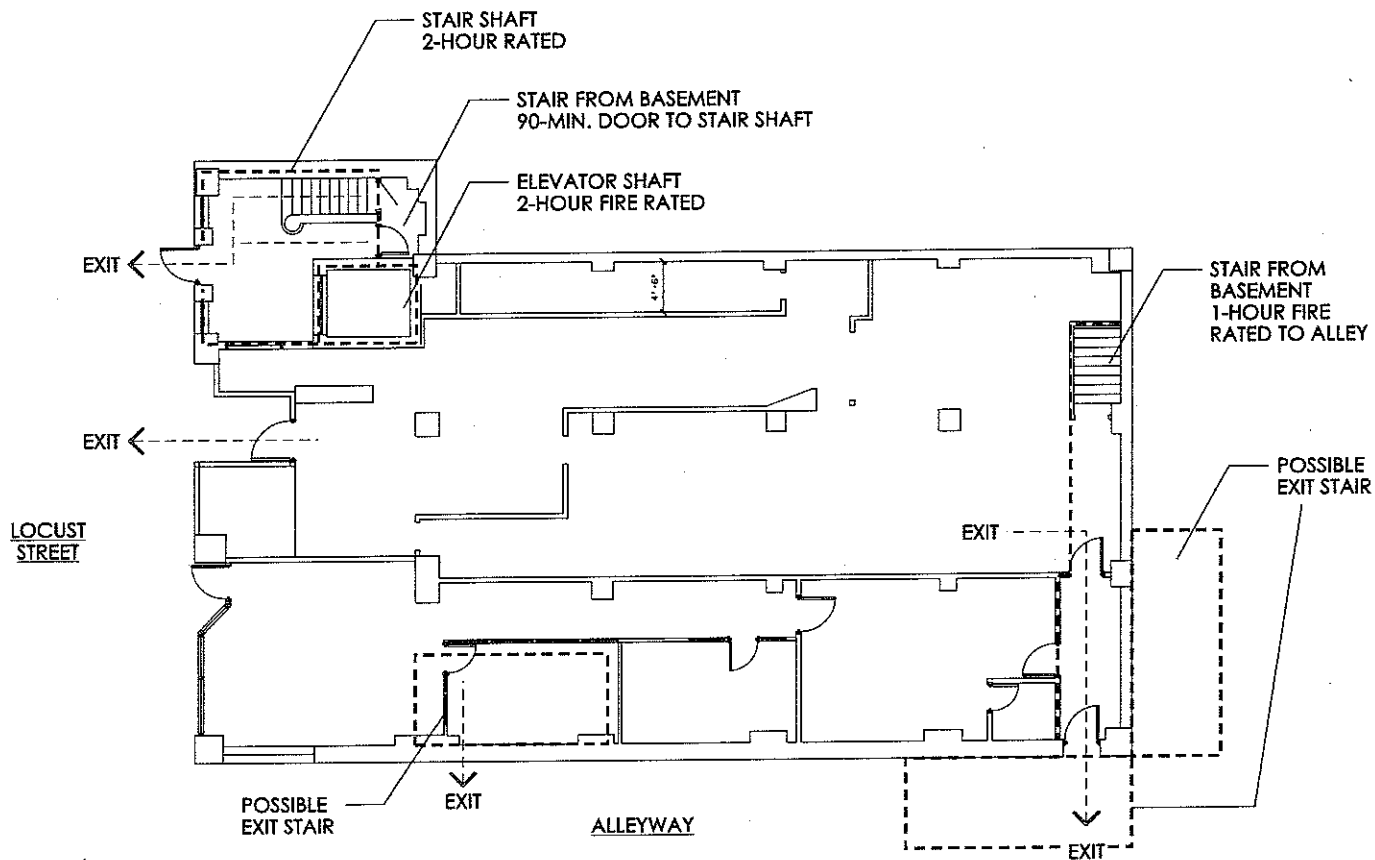 STAIR SHAFT
2-HOUR RATED
STAIR FROM BASEMENT
90-MIN. DOOR TO STAIR SHAFT
ELEVATOR SHAFT
2-HOUR FIRE RATED
EXIT
4'-6"
STAIR FROM
BASEMENT
1-HOUR FIRE
RATED TO ALLEY
EXIT
POSSIBLE
EXIT STAIR
LOCUST
STREET
EXIT
POSSIBLE
EXIT STAIR
EXIT
ALLEYWAY
EXIT